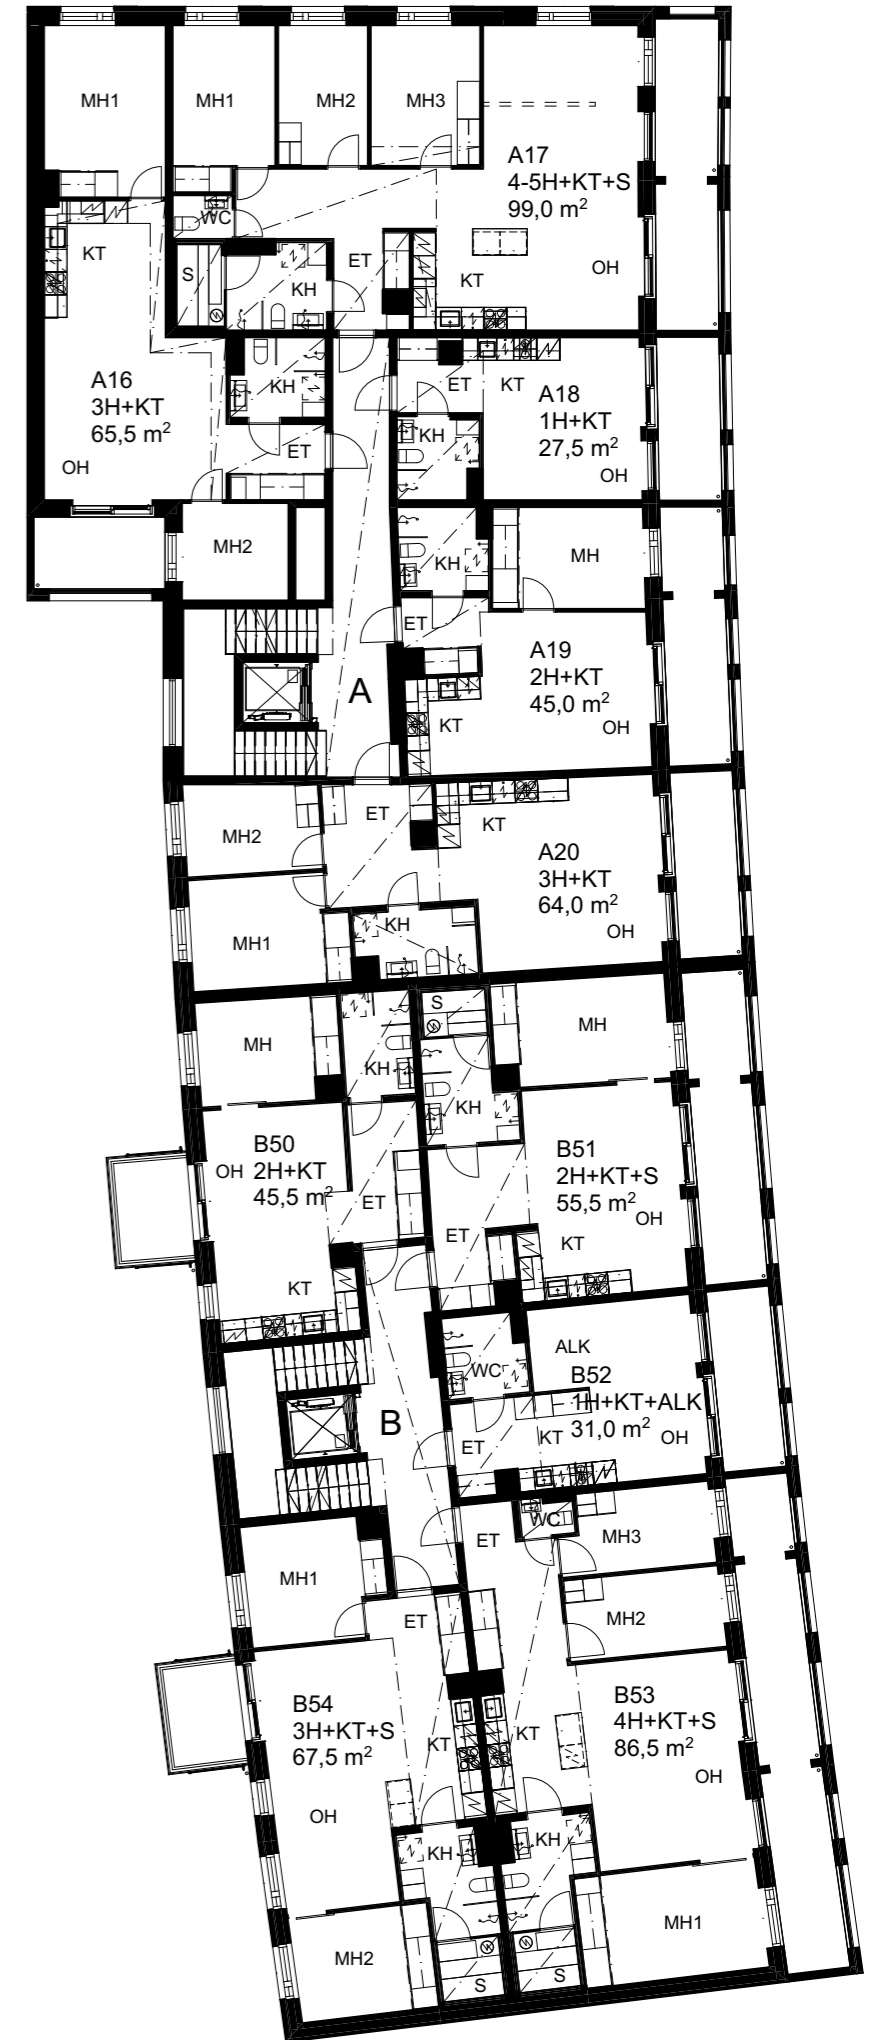 MH1
MH1
MH2
MH3
A17
4-5H+KT+S
99,0 m²
WC
KT
S
ET
KH
KT
OH
A16
3H+KT
65,5 m²
KH
ET
OH
ET
KT
A18
1H+KT
27,5 m²
KH
OH
MH2
KH
MH
ET
A19
2H+KT
45,0 m²
A
KT
OH
MH2
ET
KT
A20
3H+KT
64,0 m²
MH1
KH
OH
MH
KH
S
MH
KH
B50
OH
2H+KT
45,5 m²
ET
B51
2H+KT+S
55,5 m²
OH
ET
KT
KT
ALK
WC
B52
1H+KT+ALK
31,0 m²
B
ET
KT
OH
WC
ET
MH3
MH1
MH2
ET
B54
3H+KT+S
67,5 m²
KT
KT
B53
4H+KT+S
86,5 m²
OH
OH
KH
KH
MH2
S
S
MH1